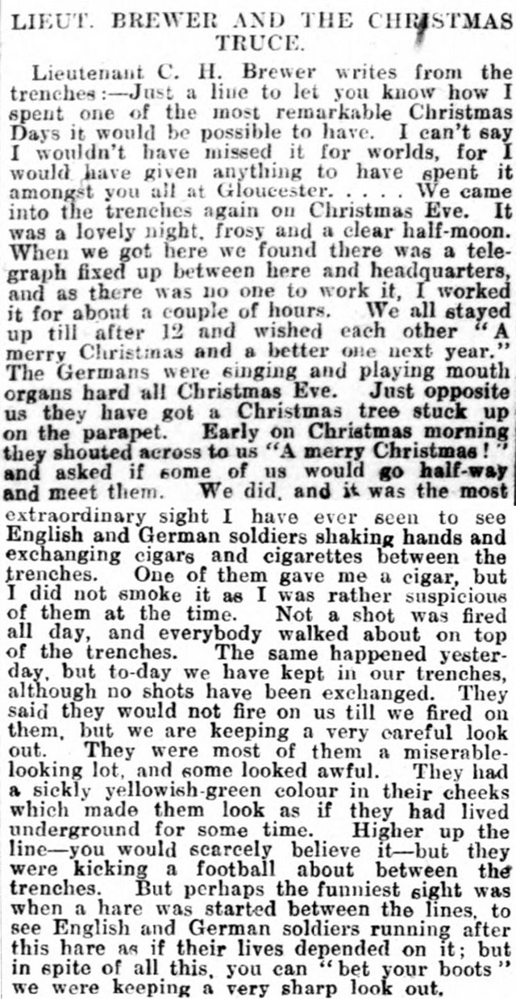 LIEUT. BREWER AND THE CHRISTMAS
TRUCE.
Lieutenant C. H. Brewer writes from the
trenches:—Just a line to let you know how I
spent one of the most remarkable Christmas
Days it would be possible to have. I can't say
I wouldn't have missed it for worlds, for I
would have given anything to have spent it
amongst you all at Gloucester. . . . . We came
into the trenches again on Christmas Eve. It
was a lovely night, frosy and a clear half-moon.
When we got here we found there was a tele-
graph fixed up between here and headquarters,
and as there was no one to work it, I worked
it for about a couple of hours. We all stayed
up till after 12 and wished each other "A
merry Christmas and a better one next year."
The Germans were singing and playing mouth
organs hard all Christmas Eve. Just opposite
us they have got a Christmas tree stuck up
on the parapet. Early on Christmas morning
they shouted across to us "A merry Christmas!"
and asked if some of us would go half-way
and meet them. We did, and it was the most
extraordinary sight I have ever seen to see
English and German soldiers shaking hands and
exchanging cigars and cigarettes between the
trenches. One of them gave me a cigar, but
I did not smoke it as I was rather suspicious
of them at the time. Not a shot was fired
all day, and everybody walked about on top
of the trenches. The same happened yester-
day, but to-day we have kept in our trenches,
although no shots have been exchanged. They
said they would not fire on us till we fired on
them, but we are keeping a very careful look
out. They were most of them a miserable-
looking lot, and some looked awful. They had
a sickly yellowish-green colour in their cheeks
which made them look as if they had lived
underground for some time. Higher up the
line—you would scarcely believe it—but they
were kicking a football about between the
trenches. But perhaps the funniest sight was
when a hare was started between the lines, to
see English and German soldiers running after
this hare as if their lives depended on it; but
in spite of all this, you can "bet your boots"
we were keeping a very sharp look out.